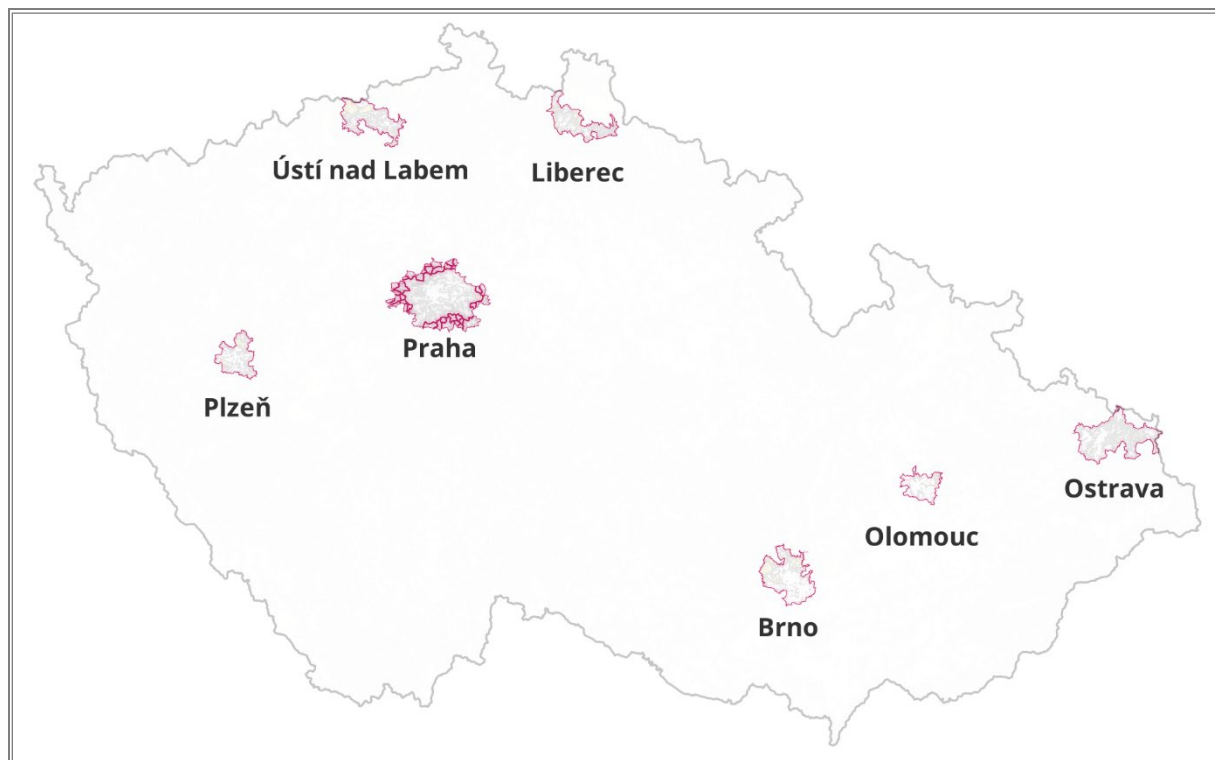 Ústí nad Labem
Liberec
Praha
Plzeň
Ostrava
Olomouc
Brno